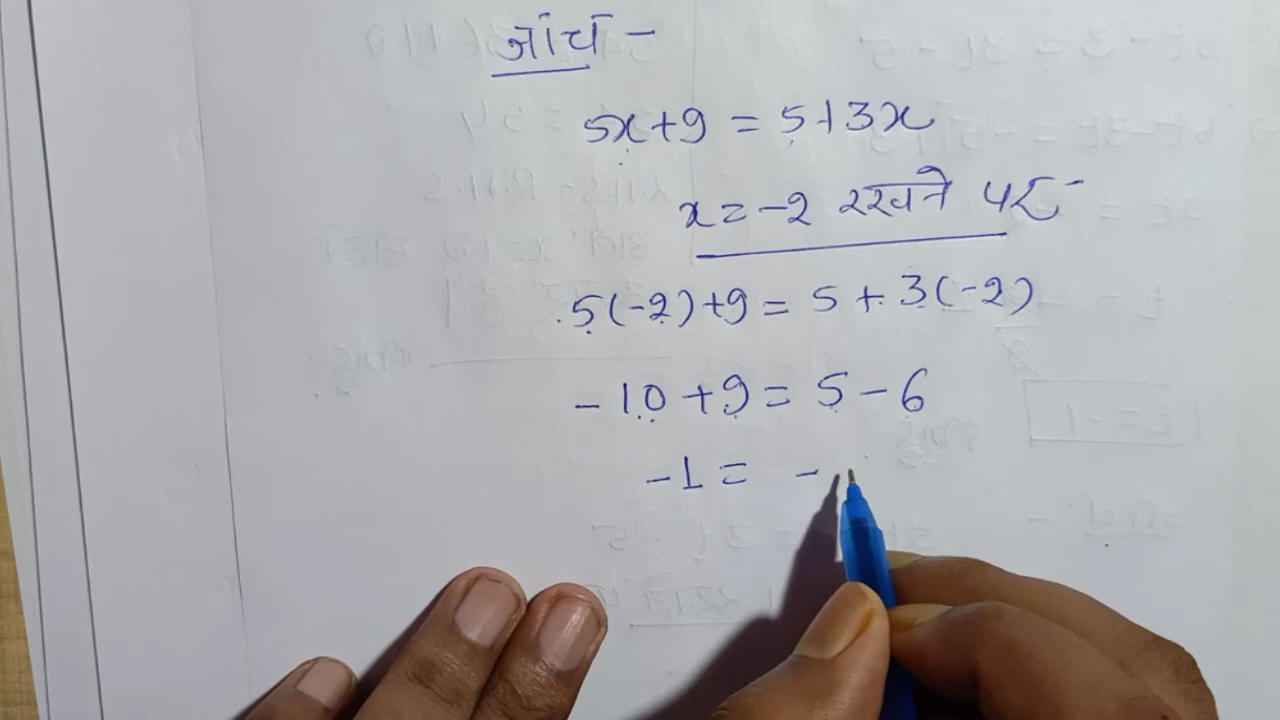 जांच -
5x+9 = 5+3x
x = -2 रखने पर -
5(-2)+9 = 5 + 3(-2)
-10+9 = 5-6
-1 = -